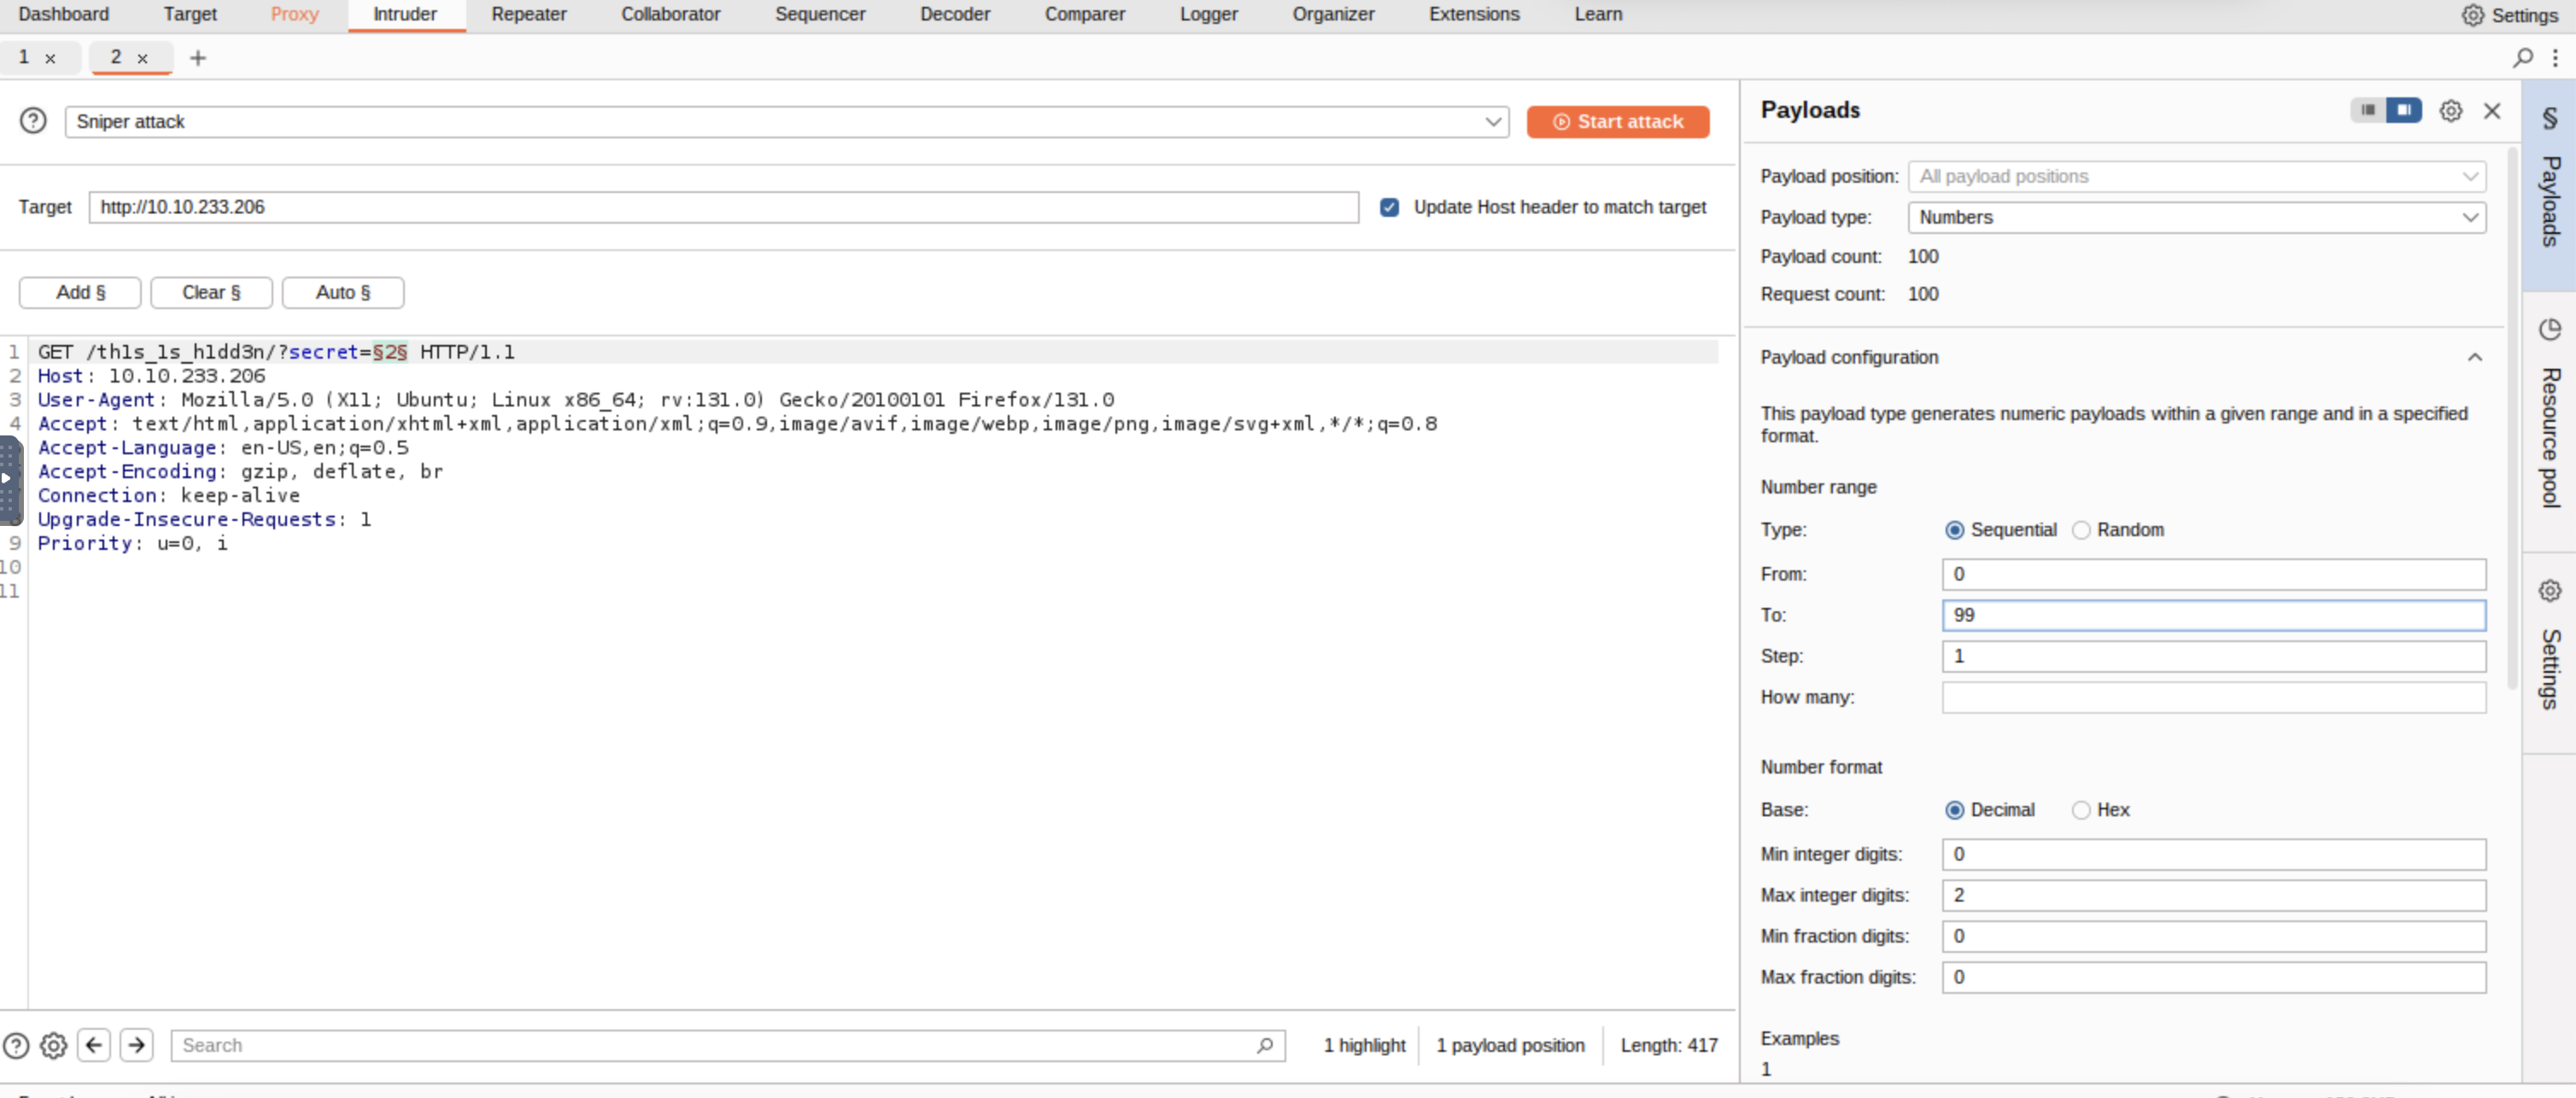 Dashboard Target Proxy Intruder Repeater Collaborator Sequencer Decoder Comparer Logger Organizer Extensions Learn Settings
1 × 2 × +
Sniper attack
Start attack
Target http://10.10.233.206 Update Host header to match target
Add § Clear § Auto §
1 GET /th1s_1s_h1dd3n/?secret=§2§ HTTP/1.1
2 Host: 10.10.233.206
3 User-Agent: Mozilla/5.0 (X11; Ubuntu; Linux x86_64; rv:131.0) Gecko/20100101 Firefox/131.0
4 Accept: text/html,application/xhtml+xml,application/xml;q=0.9,image/avif,image/webp,image/png,image/svg+xml,*/*;q=0.8
Accept-Language: en-US,en;q=0.5
Accept-Encoding: gzip, deflate, br
Connection: keep-alive
Upgrade-Insecure-Requests: 1
9 Priority: u=0, i
10
11
Search
1 highlight 1 payload position Length: 417
Payloads
Payload position: All payload positions
Payload type: Numbers
Payload count: 100
Request count: 100
Payload configuration
This payload type generates numeric payloads within a given range and in a specified
format.
Number range
Type: Sequential Random
From: 0
To: 99
Step: 1
How many:
Number format
Base: Decimal Hex
Min integer digits: 0
Max integer digits: 2
Min fraction digits: 0
Max fraction digits: 0
Examples
1
§ Payloads
Resource pool
Settings